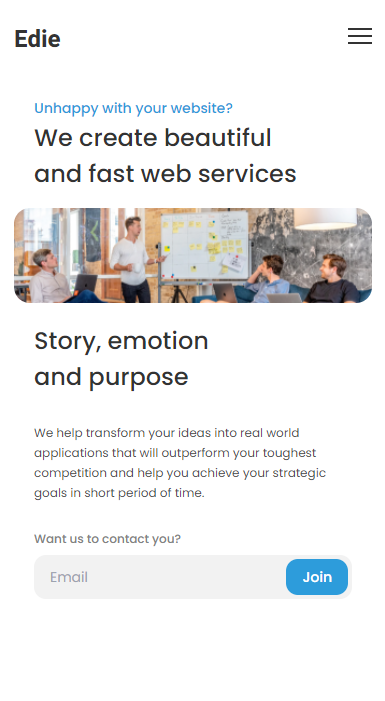 Edie
Unhappy with your website?
We create beautiful
and fast web services
Story, emotion
and purpose
We help transform your ideas into real world
applications that will outperform your toughest
competition and help you achieve your strategic
goals in short period of time.
Want us to contact you?
Email
Join